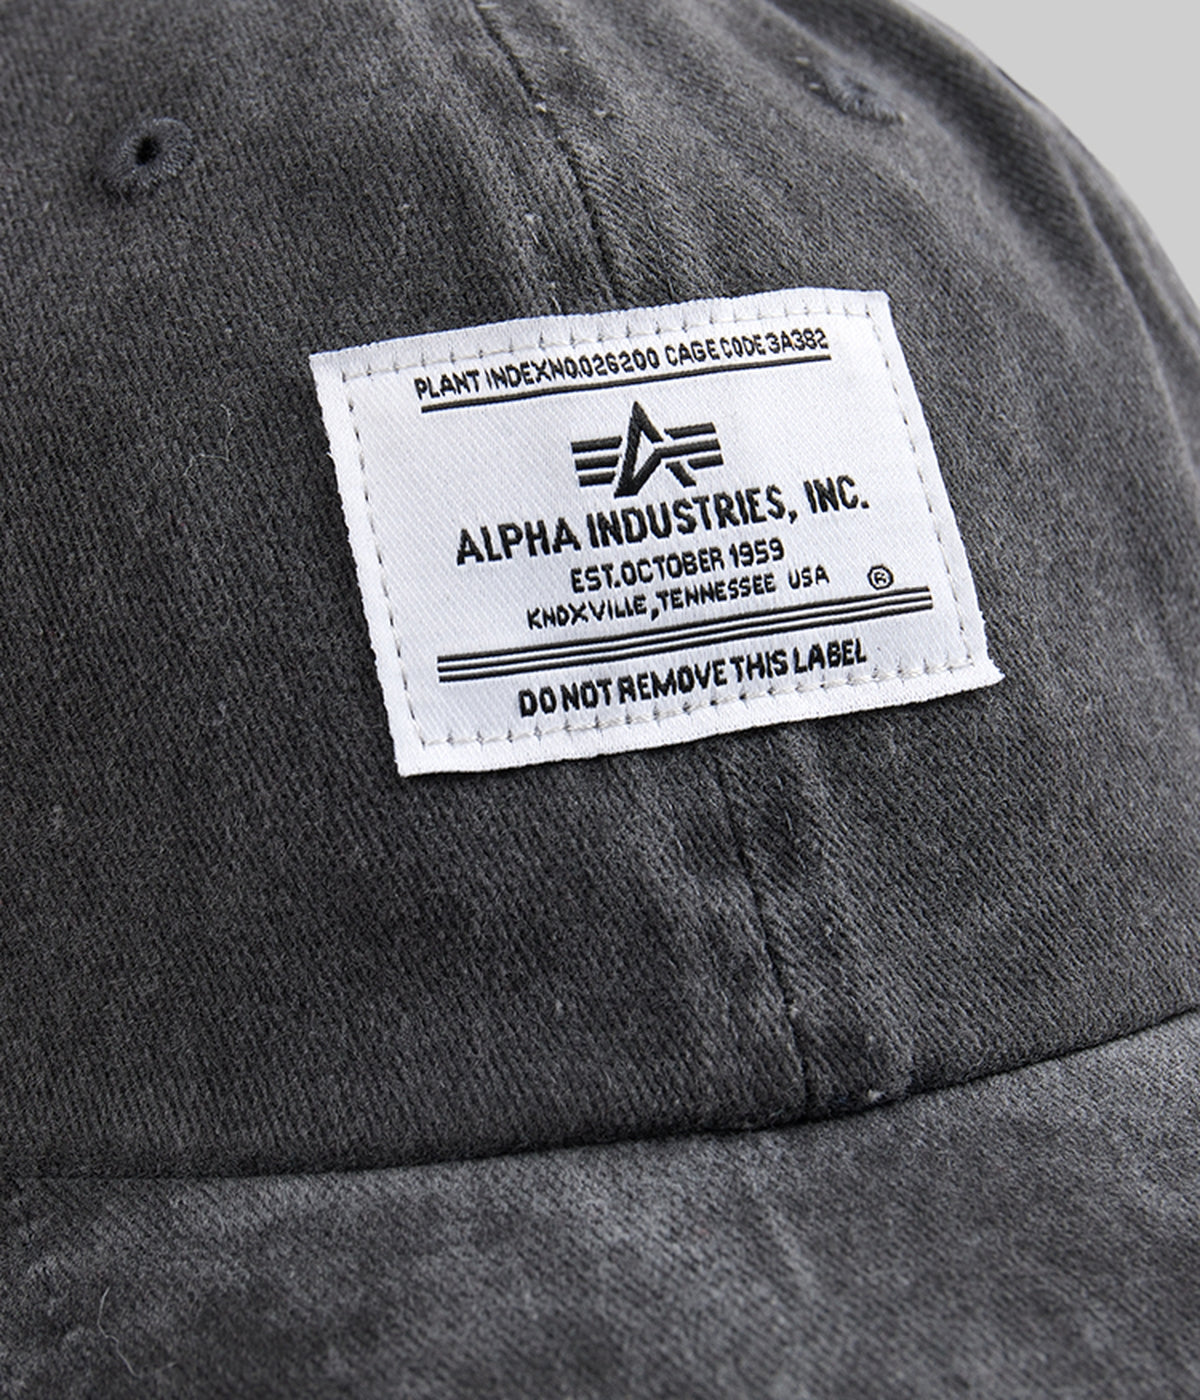 PLANT INDEXNO.026200 CAGE CODE 3A382
ALPHA INDUSTRIES, INC.
EST.OCTOBER 1959
KNOXVILLE, TENNESSEE USA ®
DO NOT REMOVE THIS LABEL